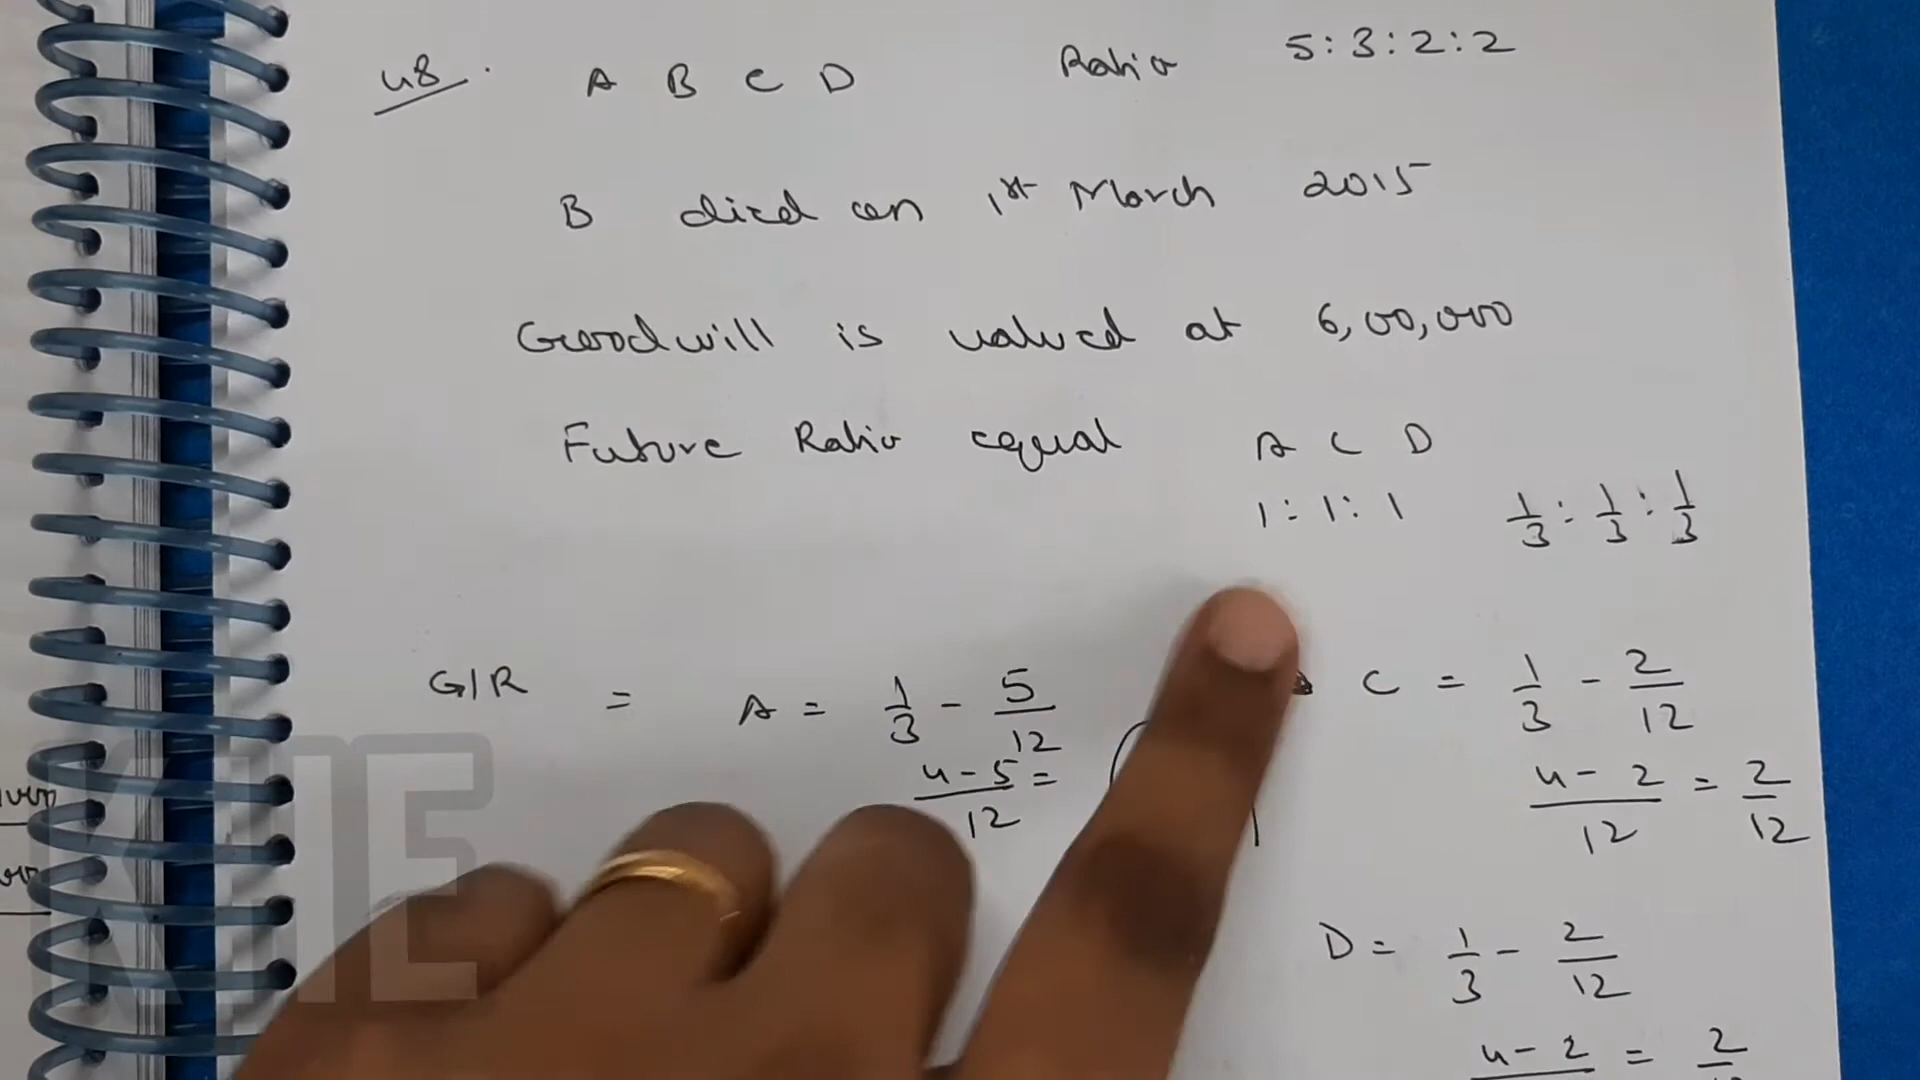 48. A B C D Ratio 5:3:2:2
B died on 1st March 2015
Goodwill is valued at 6,00,000
Future Ratio equal A C D
1:1:1 1/3 : 1/3 : 1/3
G/R = A = 1/3 - 5/12
4-5/12 =
C = 1/3 - 2/12
4-2/12 = 2/12
D = 1/3 - 2/12
4-2 = 2
KHE